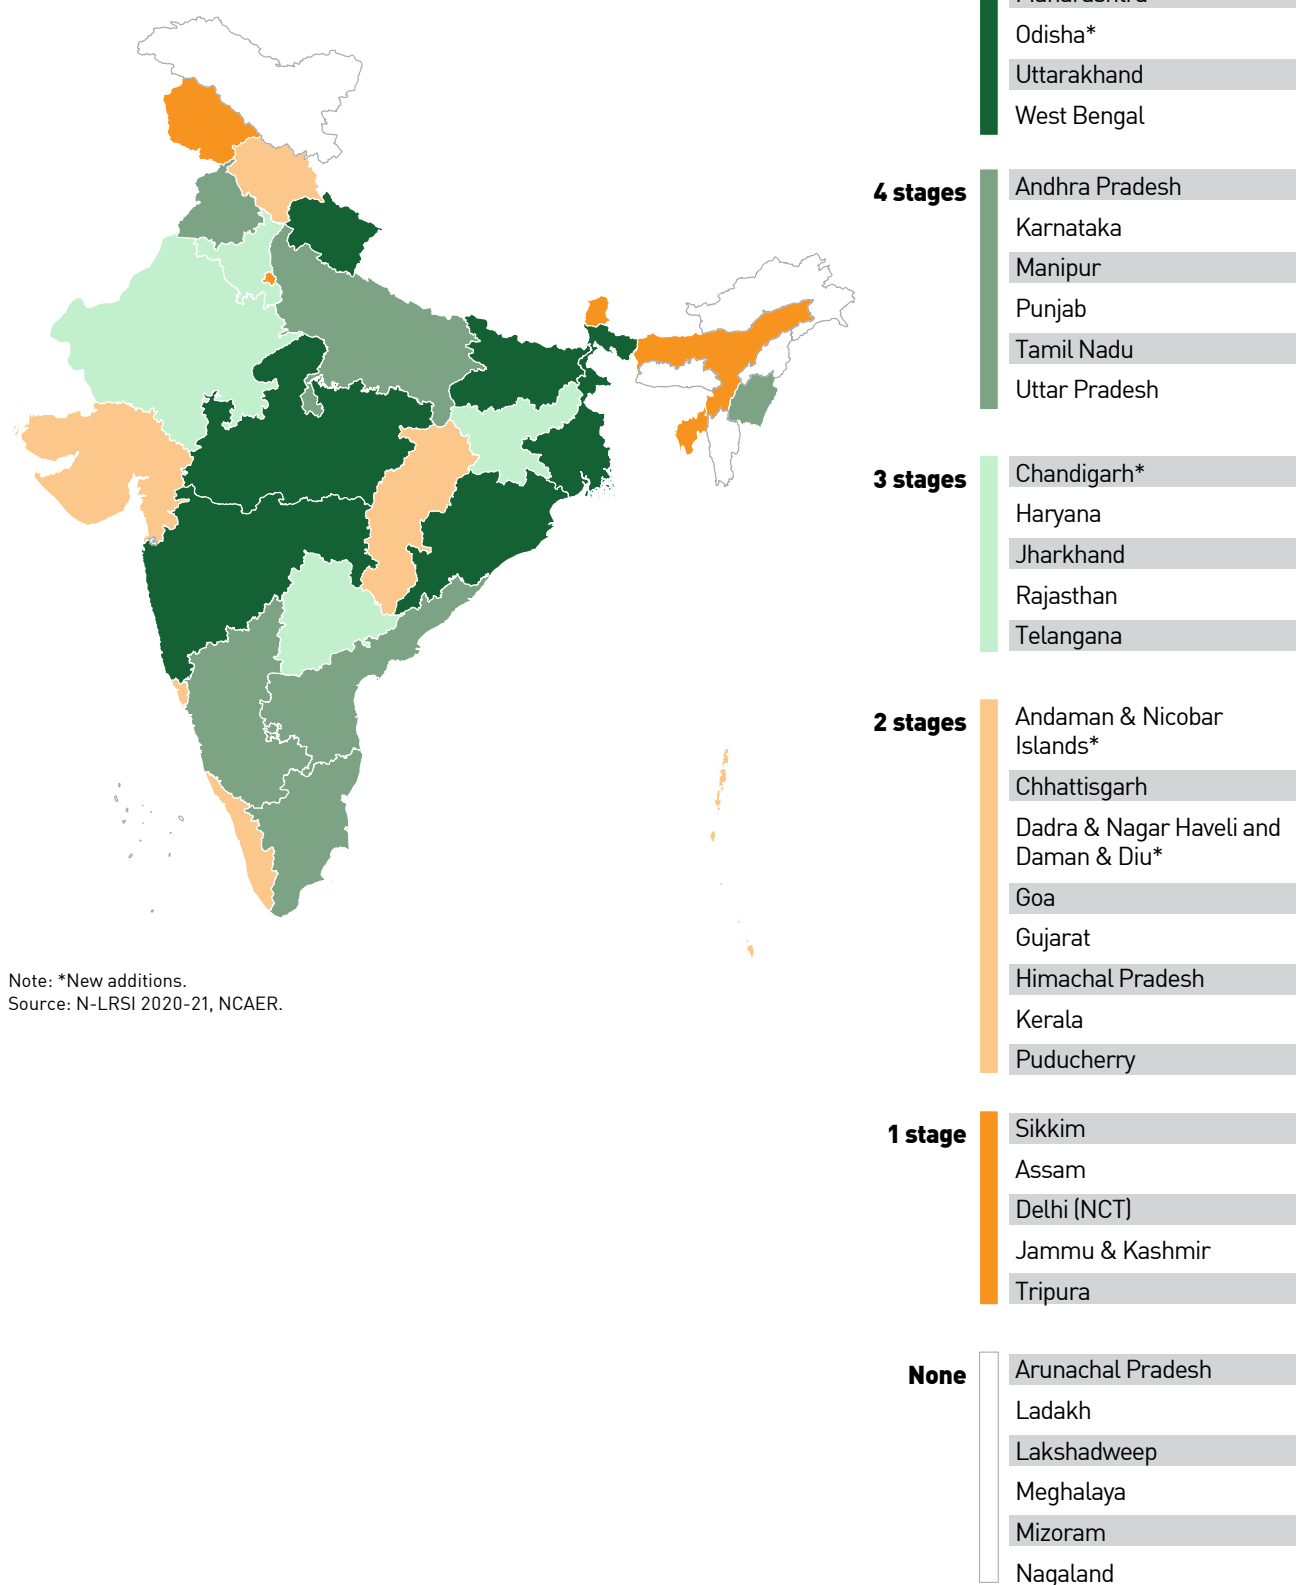 Odisha*
Uttarakhand
West Bengal
4 stages
Andhra Pradesh
Karnataka
Manipur
Punjab
Tamil Nadu
Uttar Pradesh
3 stages
Chandigarh*
Haryana
Jharkhand
Rajasthan
Telangana
2 stages
Andaman & Nicobar
Islands*
Chhattisgarh
Dadra & Nagar Haveli and
Daman & Diu*
Goa
Gujarat
Himachal Pradesh
Kerala
Puducherry
Note: *New additions.
Source: N-LRSI 2020-21, NCAER.
1 stage
Sikkim
Assam
Delhi (NCT)
Jammu & Kashmir
Tripura
None
Arunachal Pradesh
Ladakh
Lakshadweep
Meghalaya
Mizoram
Nagaland